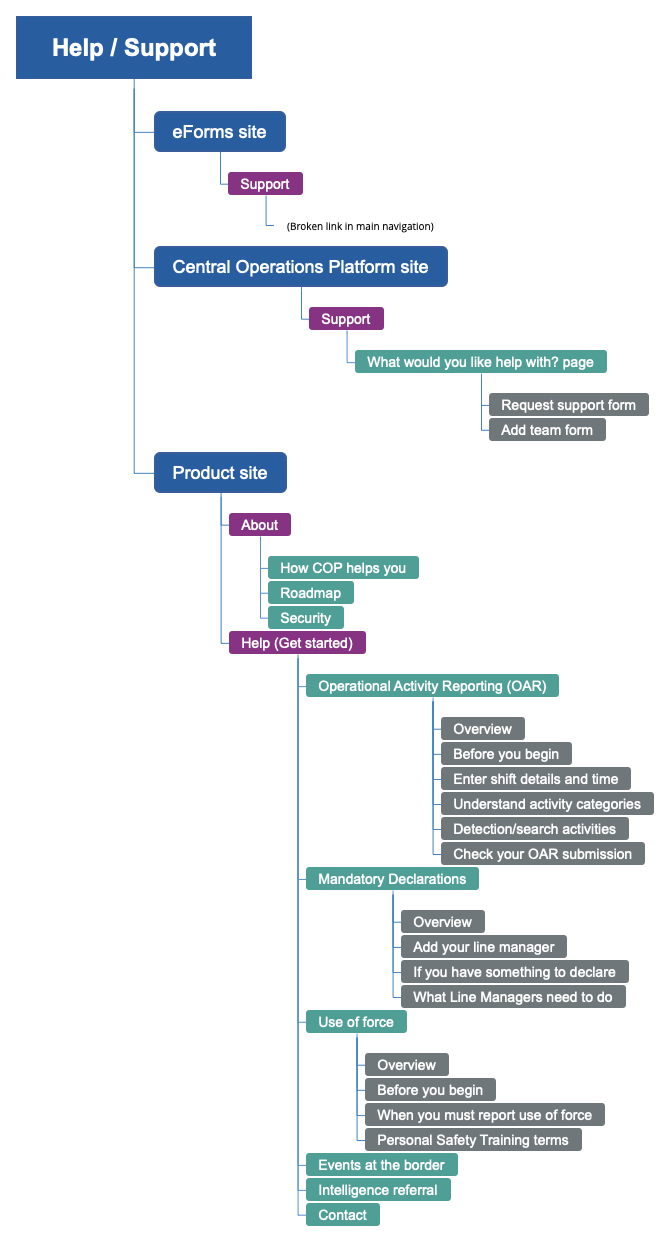 Help / Support
eForms site
Support
(Broken link in main navigation)
Central Operations Platform site
Support
What would you like help with? page
Request support form
Add team form
Product site
About
How COP helps you
Roadmap
Security
Help (Get started)
Operational Activity Reporting (OAR)
Overview
Before you begin
Enter shift details and time
Understand activity categories
Detection/search activities
Check your OAR submission
Mandatory Declarations
Overview
Add your line manager
If you have something to declare
What Line Managers need to do
Use of force
Overview
Before you begin
When you must report use of force
Personal Safety Training terms
Events at the border
Intelligence referral
Contact